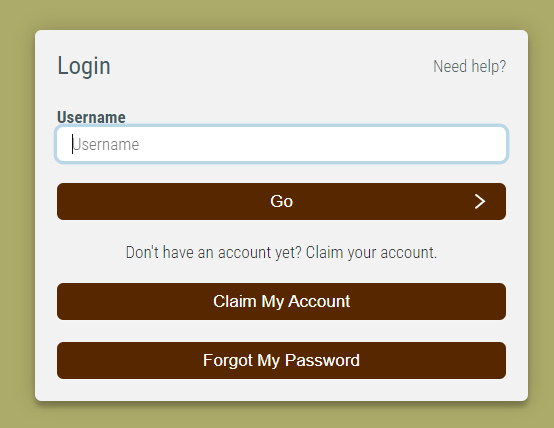 Login
Need help?
Username
Username
Go
Don't have an account yet? Claim your account.
Claim My Account
Forgot My Password